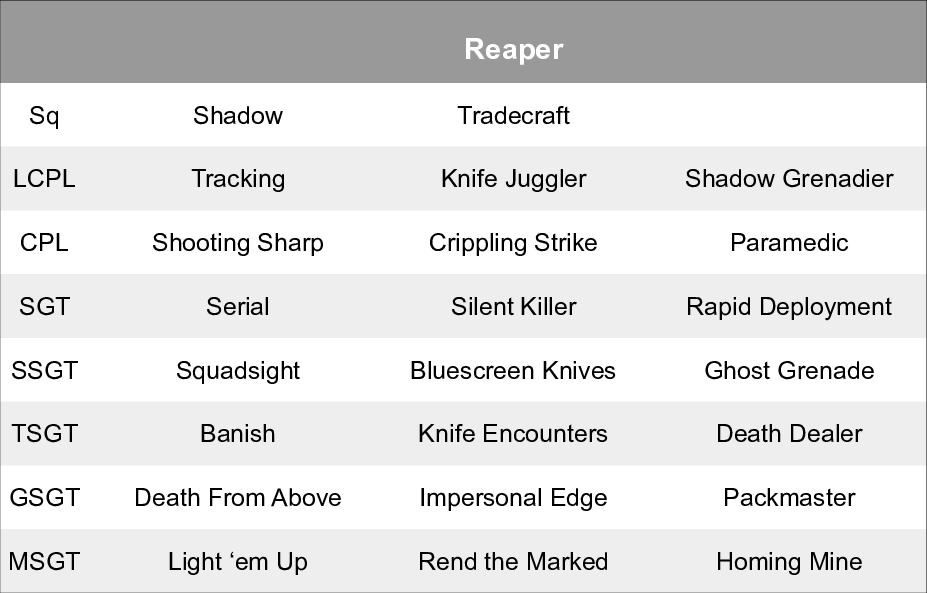 Reaper
Sq Shadow Tradecraft
LCPL Tracking Knife Juggler Shadow Grenadier
CPL Shooting Sharp Crippling Strike Paramedic
SGT Serial Silent Killer Rapid Deployment
SSGT Squadsight Bluescreen Knives Ghost Grenade
TSGT Banish Knife Encounters Death Dealer
GSGT Death From Above Impersonal Edge Packmaster
MSGT Light ‘em Up Rend the Marked Homing Mine